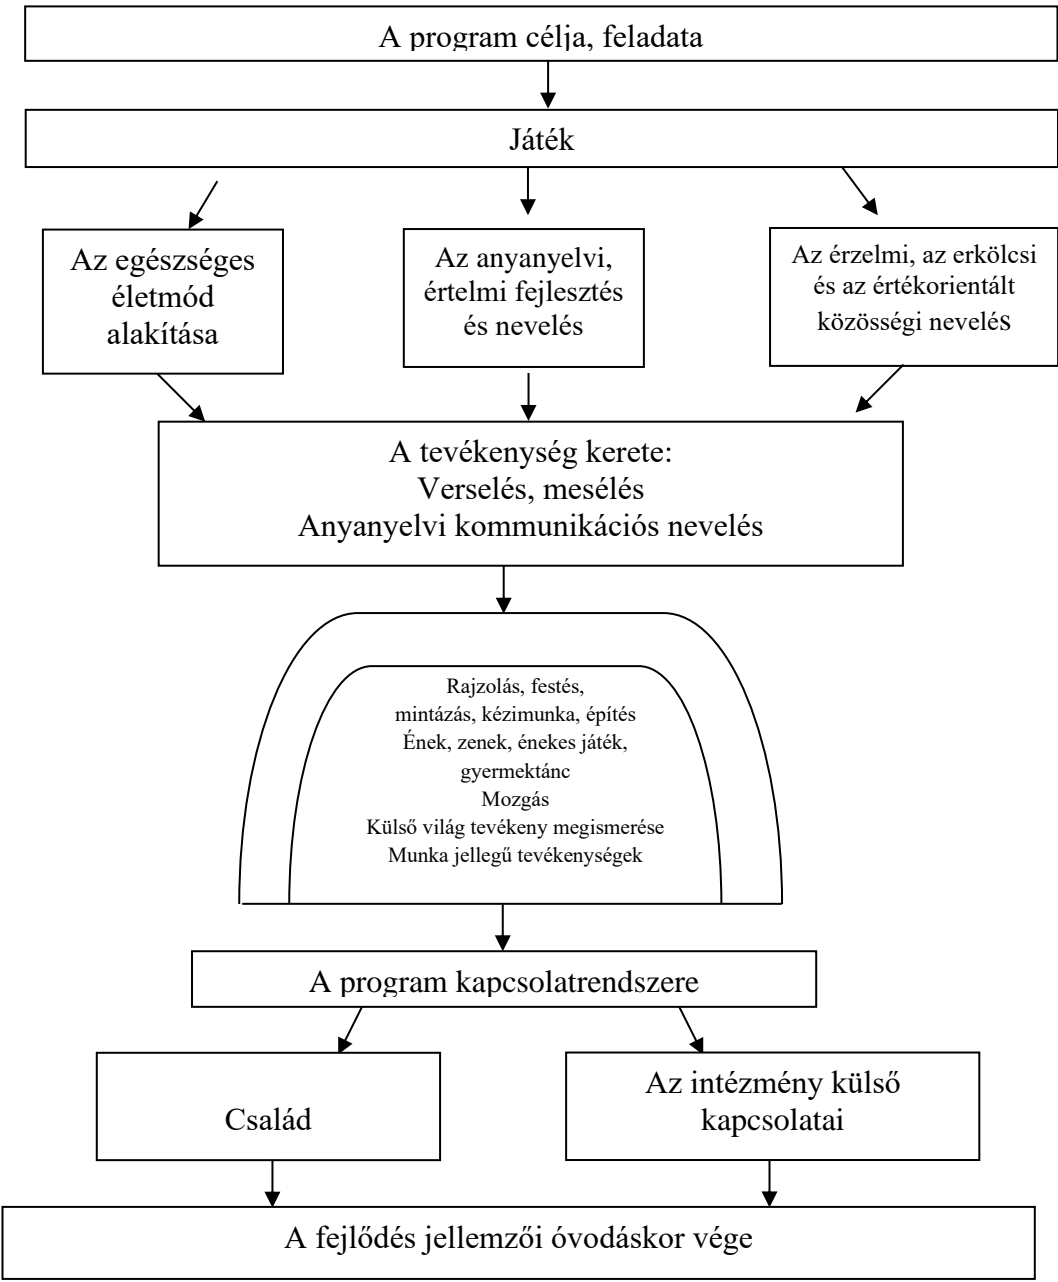 A program célja, feladata
Játék
Az egészséges
életmód
alakítása
Az anyanyelvi,
értelmi fejlesztés
és nevelés
Az érzelmi, az erkölcsi
és az értékorientált
közösségi nevelés
A tevékenység kerete:
Verselés, mesélés
Anyanyelvi kommunikációs nevelés
Rajzolás, festés,
mintázás, kézimunka, építés
Ének, zenek, énekes játék,
gyermektánc
Mozgás
Külső világ tevékeny megismerése
Munka jellegű tevékenységek
A program kapcsolatrendszere
Család
Az intézmény külső
kapcsolatai
A fejlődés jellemzői óvodáskor vége